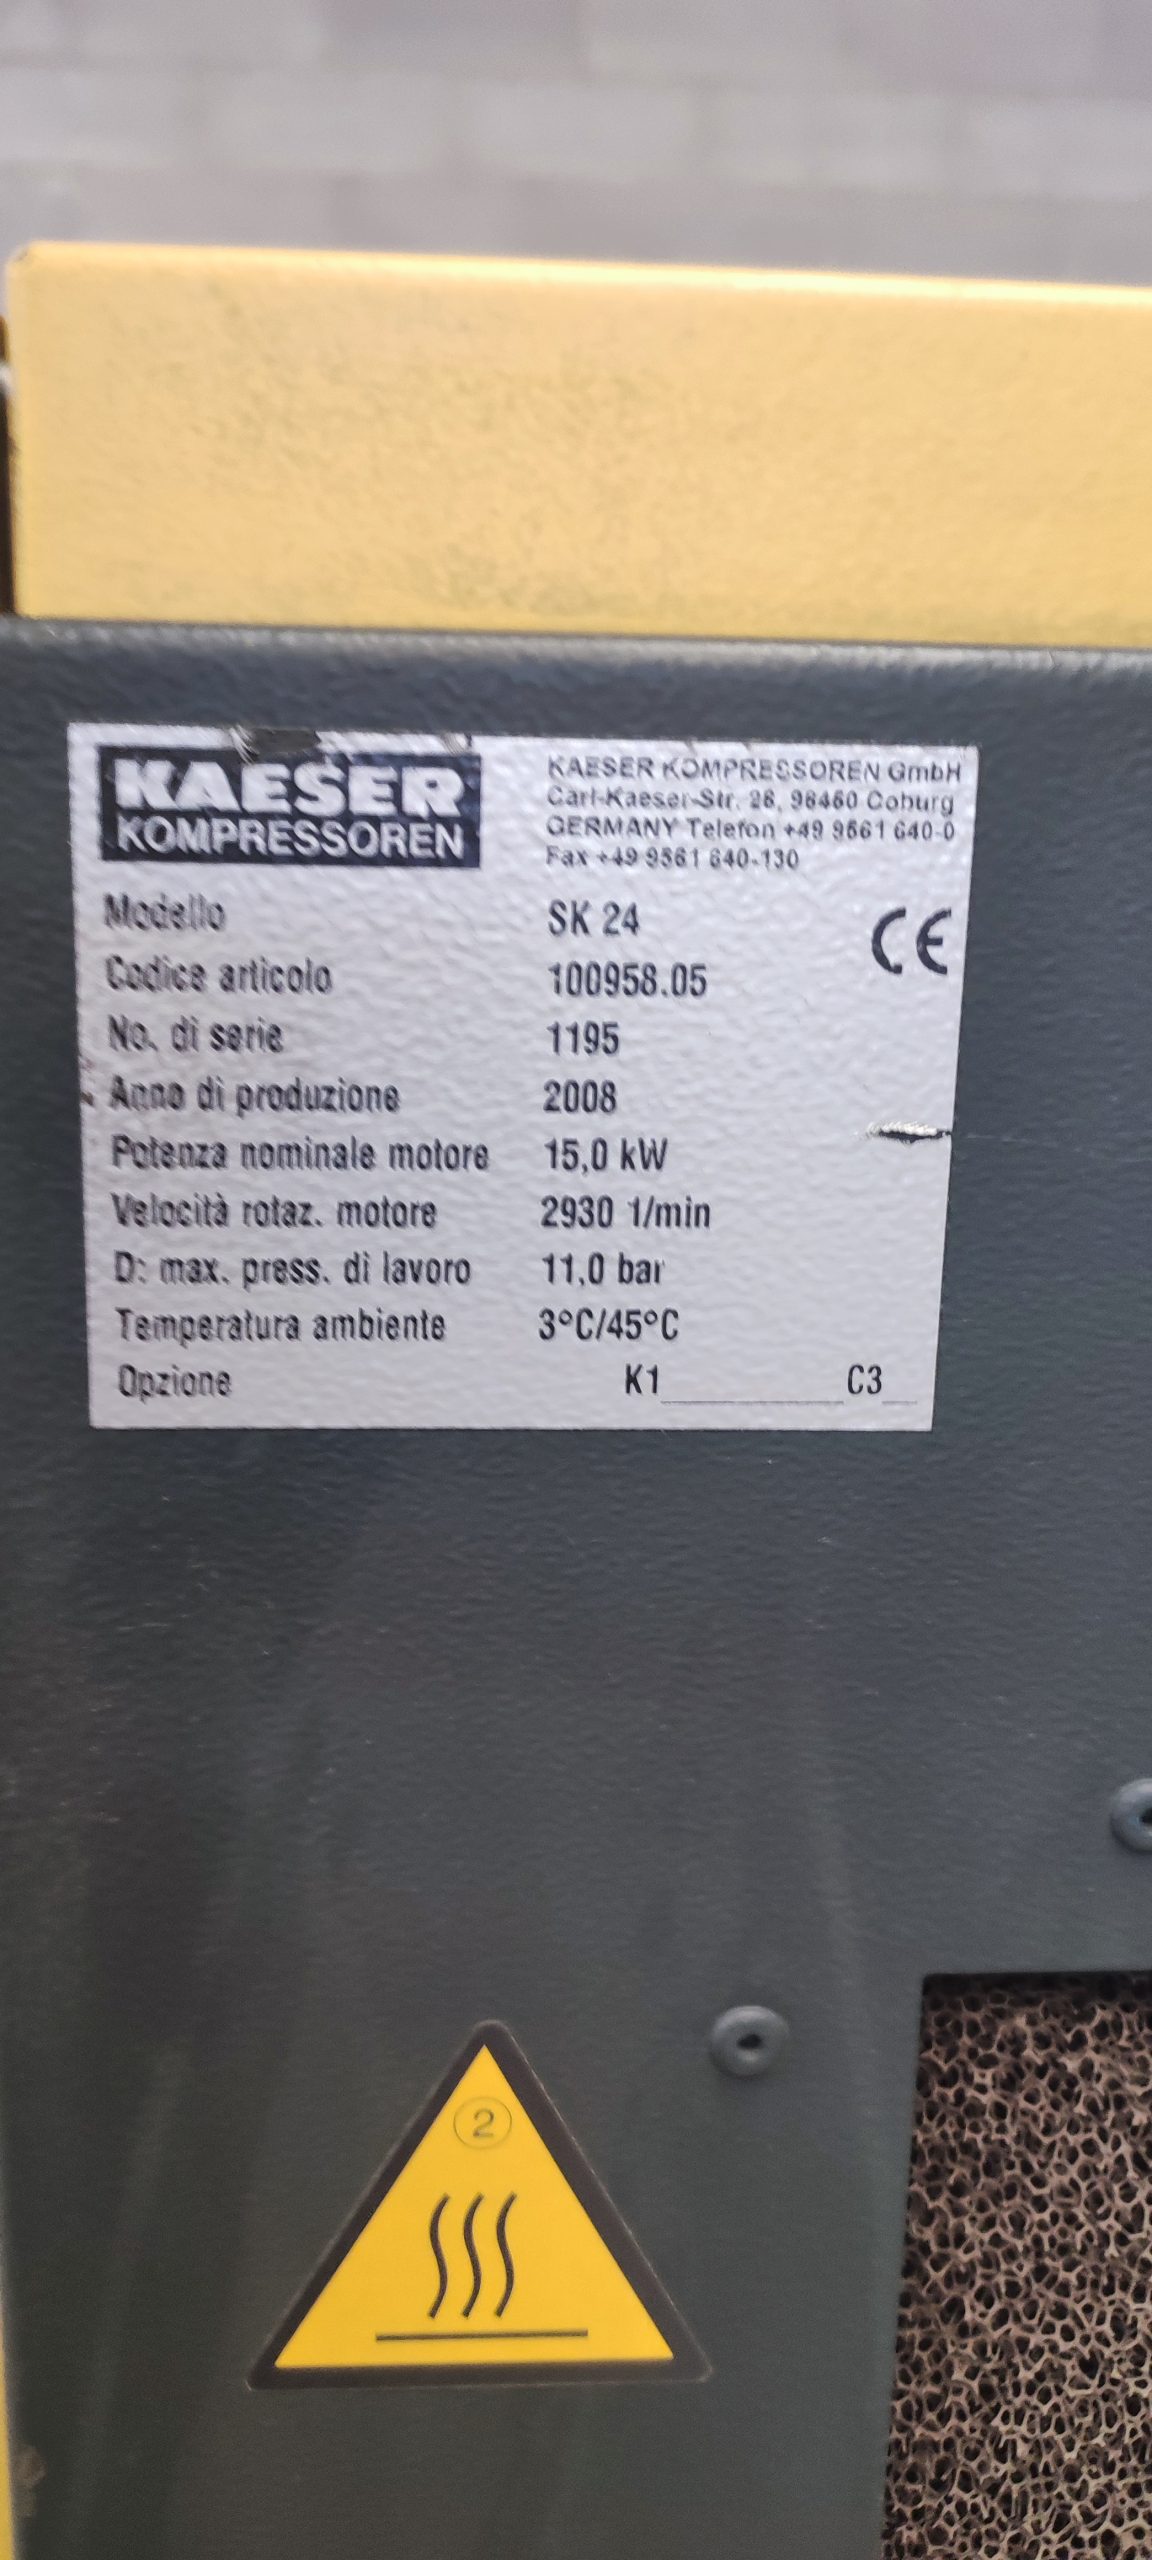 KAESER
KOMPRESSOREN
KAESER KOMPRESSOREN GmbH
Carl-Kaeser-Str. 26, 96450 Coburg
GERMANY Telefon +49 9561 640-0
Fax +49 9561 640-130
Modello SK 24
CE
Codice articolo 100958.05
No. di serie 1195
Anno di produzione 2008
Potenza nominale motore 15,0 kW
Velocità rotaz. motore 2930 1/min
D: max. press. di lavoro 11,0 bar
Temperatura ambiente 3°C/45°C
Opzione K1 C3
2